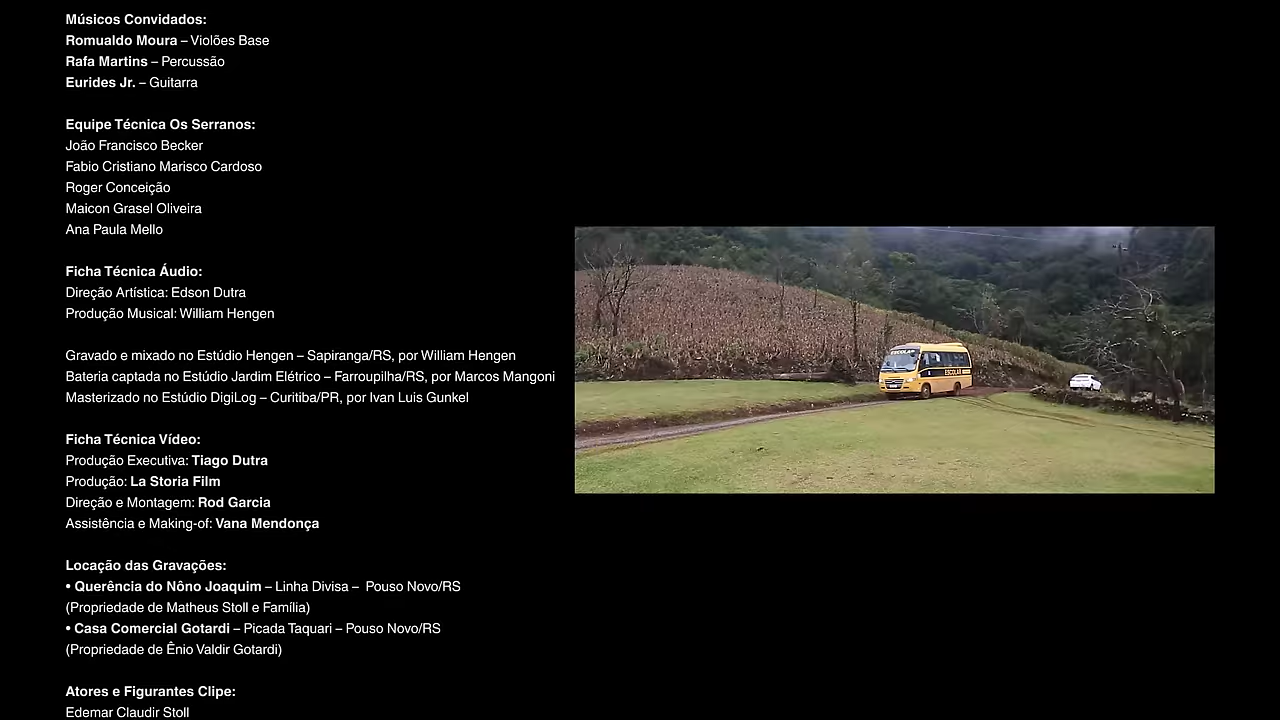 Músicos Convidados:
Romualdo Moura – Violões Base
Rafa Martins – Percussão
Eurides Jr. – Guitarra
Equipe Técnica Os Serranos:
João Francisco Becker
Fabio Cristiano Marisco Cardoso
Roger Conceição
Maicon Grasel Oliveira
Ana Paula Mello
Ficha Técnica Áudio:
Direção Artística: Edson Dutra
Produção Musical: William Hengen
Gravado e mixado no Estúdio Hengen – Sapiranga/RS, por William Hengen
Bateria captada no Estúdio Jardim Elétrico – Farroupilha/RS, por Marcos Mangoni
Masterizado no Estúdio DigiLog – Curitiba/PR, por Ivan Luis Gunkel
Ficha Técnica Vídeo:
Produção Executiva: Tiago Dutra
Produção: La Storia Film
Direção e Montagem: Rod Garcia
Assistência e Making-of: Vana Mendonça
Locação das Gravações:
• Querência do Nôno Joaquim – Linha Divisa – Pouso Novo/RS
(Propriedade de Matheus Stoll e Família)
• Casa Comercial Gotardi – Picada Taquari – Pouso Novo/RS
(Propriedade de Ênio Valdir Gotardi)
Atores e Figurantes Clipe:
Edemar Claudir Stoll
ESCOLAR
ESCOLAR